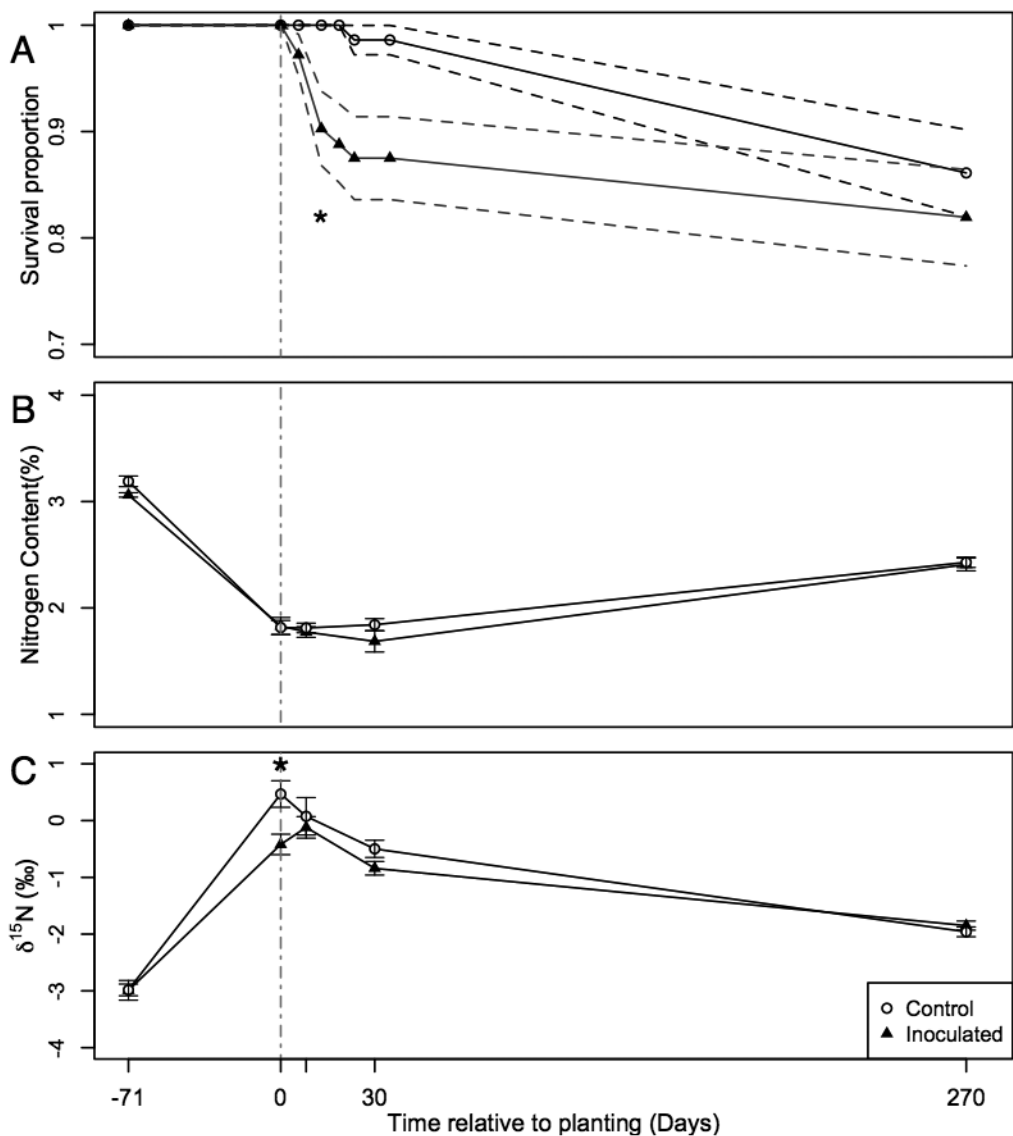 A
Survival proportion
1
0.9
0.8
0.7
*
B
Nitrogen Content(%)
4
3
2
1
C
δ¹⁵N (‰)
1
0
-1
-2
-3
-4
*
Control
Inoculated
-71
0
30
270
Time relative to planting (Days)